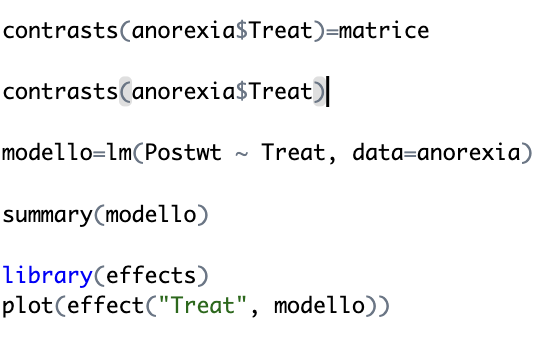 contrasts(anorexia$Treat)=matrice
contrasts(anorexia$Treat)
modello=lm(Postwt ~ Treat, data=anorexia)
summary(modello)
library(effects)
plot(effect("Treat", modello))